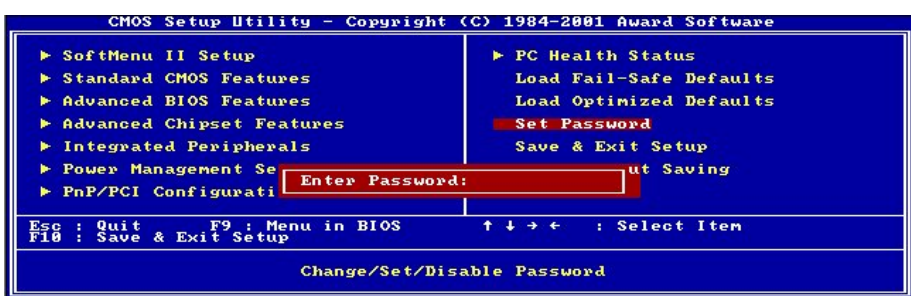 CMOS Setup Utility - Copyright (C) 1984-2001 Award Software
► SoftMenu II Setup
► Standard CMOS Features
► Advanced BIOS Features
► Advanced Chipset Features
► Integrated Peripherals
► Power Management Se
► PnP/PCI Configurati
► PC Health Status
Load Fail-Safe Defaults
Load Optimized Defaults
Set Password
Save & Exit Setup
ut Saving
Enter Password:
Esc : Quit F9 : Menu in BIOS ↑ ↓ → ← : Select Item
F10 : Save & Exit Setup
Change/Set/Disable Password